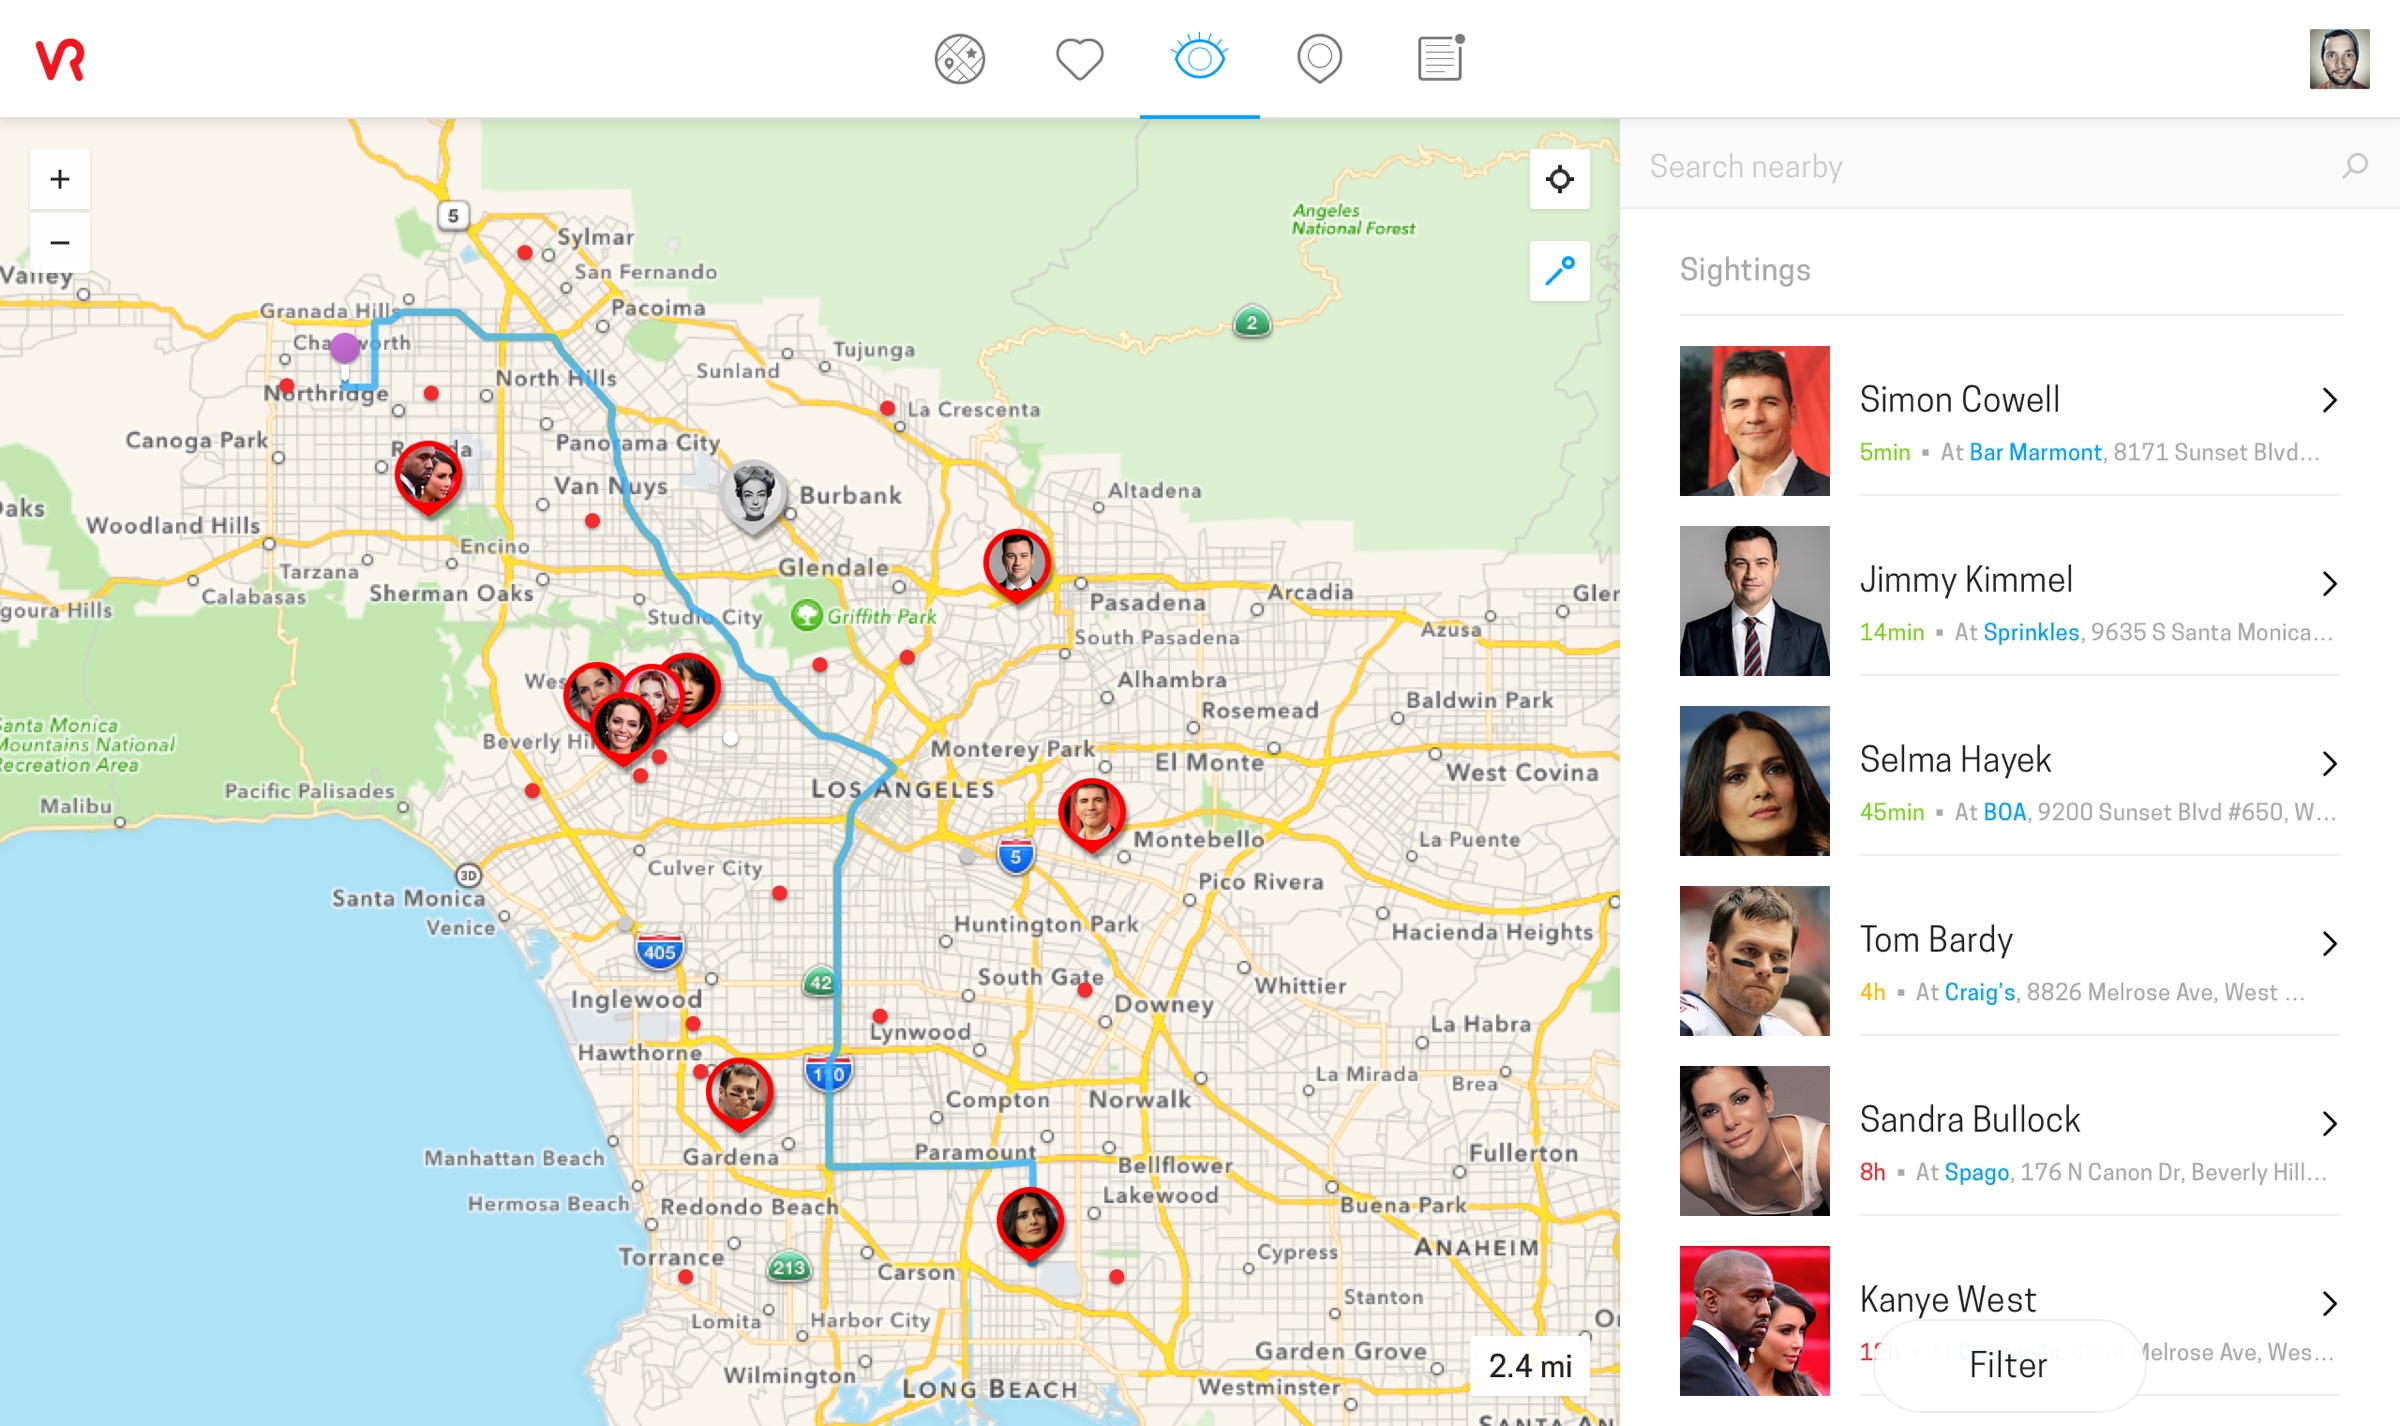 VR
+
−
Search nearby
Sightings
Simon Cowell
5min ▪ At Bar Marmont, 8171 Sunset Blvd...
Jimmy Kimmel
14min ▪ At Sprinkles, 9635 S Santa Monica...
Selma Hayek
45min ▪ At BOA, 9200 Sunset Blvd #650, W...
Tom Bardy
4h ▪ At Craig's, 8826 Melrose Ave, West ...
Sandra Bullock
8h ▪ At Spago, 176 N Canon Dr, Beverly Hill...
Kanye West
Melrose Ave, Wes...
Filter
5
Sylmar
San Fernando
Angeles
National Forest
Valley
Granada Hills
Pacoima
2
Tujunga
Sunland
North Hills
Northridge
La Crescenta
Canoga Park
Panorama City
Van Nuys
Burbank
Altadena
Oaks
Woodland Hills
Encino
Tarzana
Glendale
Calabasas
Sherman Oaks
Agoura Hills
Studio City
Griffith Park
Pasadena
Arcadia
Glen
South Pasadena
Azusa
Alhambra
Baldwin Park
Rosemead
Santa Monica
Mountains National
Recreation Area
Monterey Park
El Monte
West Covina
Pacific Palisades
LOS ANGELES
Malibu
Montebello
La Puente
5
Culver City
3D
Santa Monica
Pico Rivera
Venice
Huntington Park
Hacienda Heights
405
South Gate
42
Whittier
Inglewood
Downey
Lynwood
La Habra
Hawthorne
110
La Mirada
Brea
Compton
Norwalk
Manhattan Beach
Gardena
Paramount
Bellflower
Fullerton
Lakewood
Hermosa Beach
Redondo Beach
Buena Park
Torrance
213
Carson
Cypress
ANAHEIM
Stanton
Lomita
Harbor City
Garden Grove
2.4 mi
Wilmington
LONG BEACH
Westminster